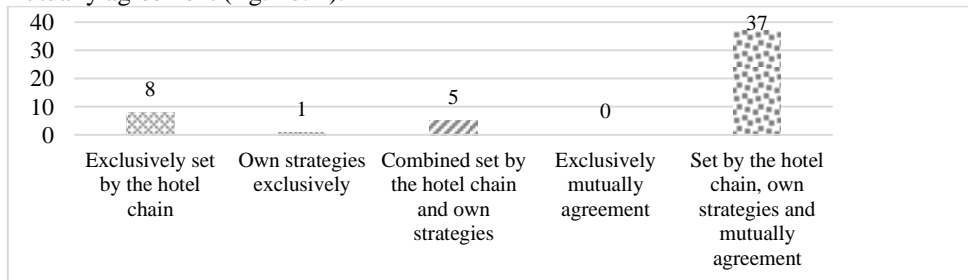 40
30
20
10
0
8
1
5
0
37
Exclusively set
by the hotel
chain
Own strategies
exclusively
Combined set by
the hotel chain
and own
strategies
Exclusively
mutually
agreement
Set by the hotel
chain, own
strategies and
mutually
agreement